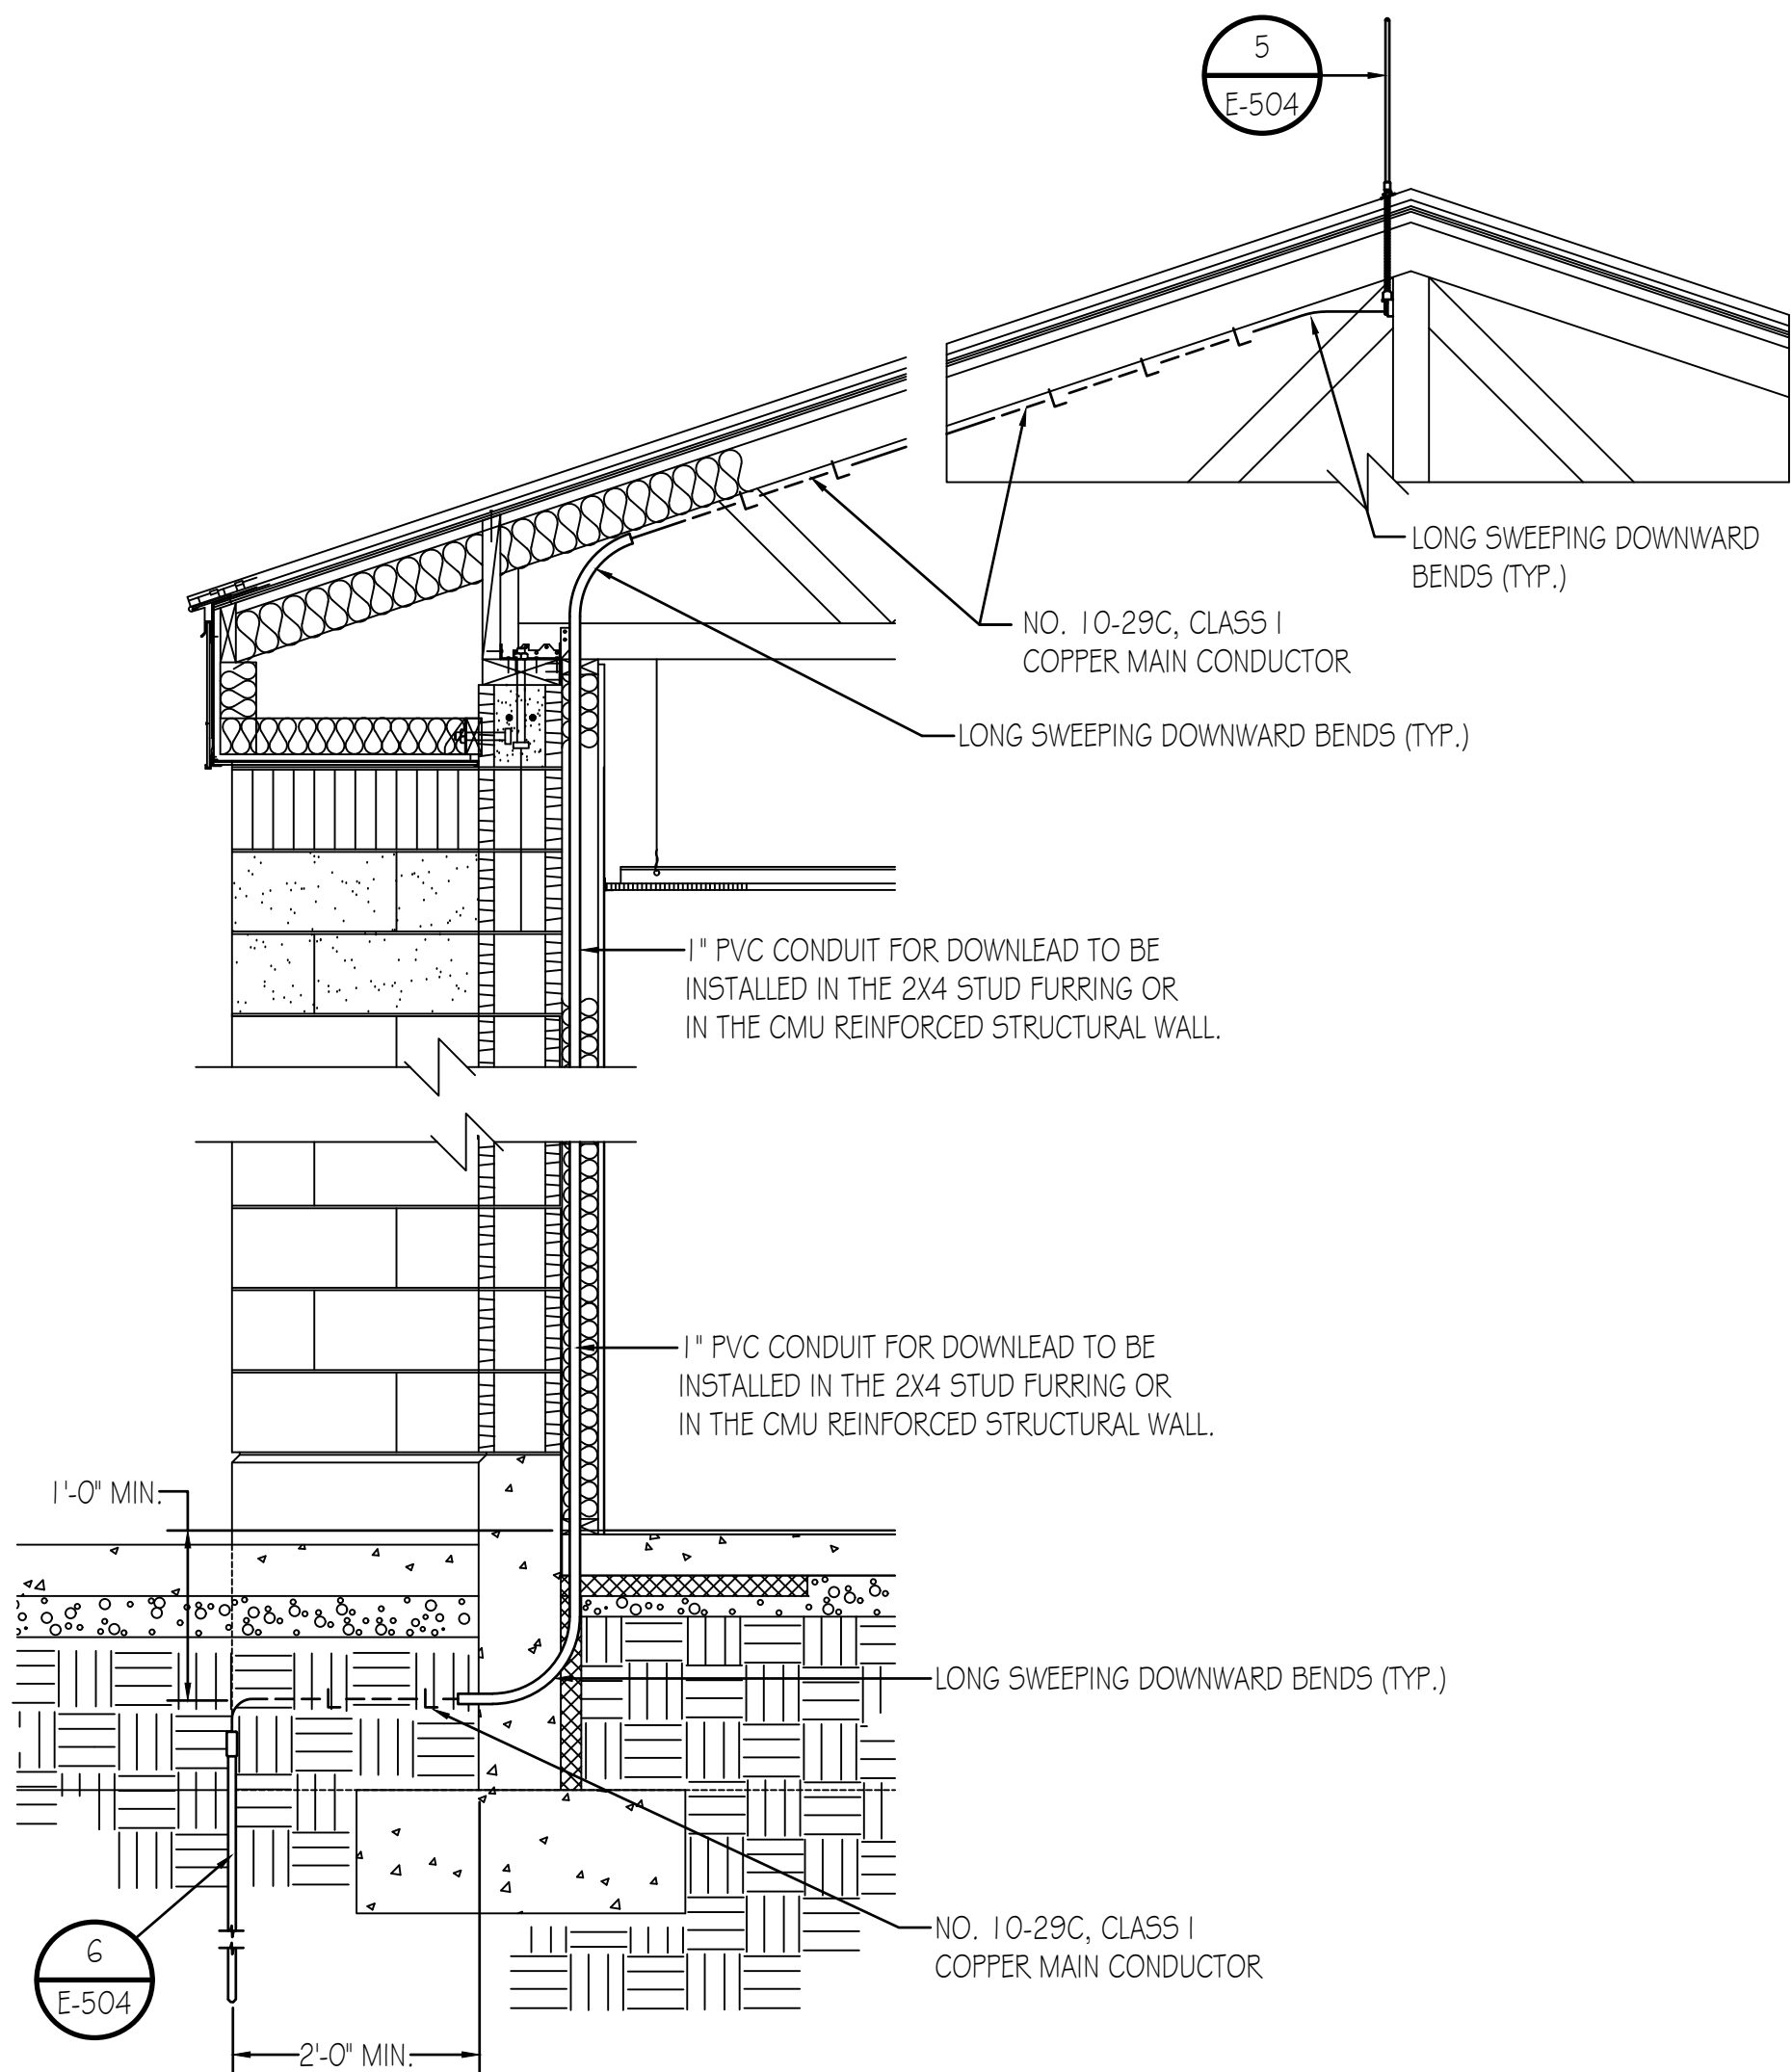 5
E-504
LONG SWEEPING DOWNWARD
BENDS (TYP.)
NO. 10-29C, CLASS I
COPPER MAIN CONDUCTOR
LONG SWEEPING DOWNWARD BENDS (TYP.)
1" PVC CONDUIT FOR DOWNLEAD TO BE
INSTALLED IN THE 2X4 STUD FURRING OR
IN THE CMU REINFORCED STRUCTURAL WALL.
1" PVC CONDUIT FOR DOWNLEAD TO BE
INSTALLED IN THE 2X4 STUD FURRING OR
IN THE CMU REINFORCED STRUCTURAL WALL.
1'-0" MIN.
LONG SWEEPING DOWNWARD BENDS (TYP.)
NO. 10-29C, CLASS I
COPPER MAIN CONDUCTOR
6
E-504
2'-0" MIN.